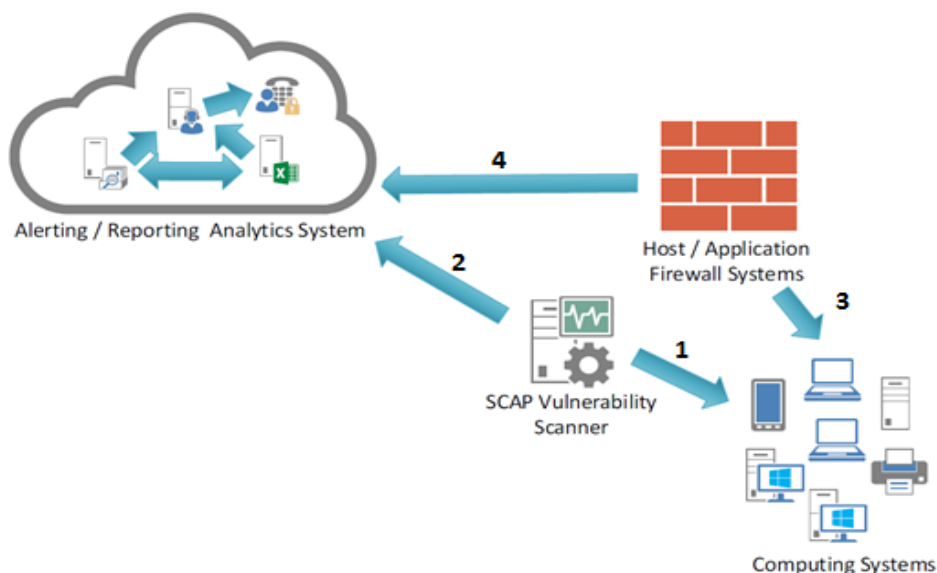 4
Alerting / Reporting Analytics System
Host / Application
Firewall Systems
2
3
1
SCAP Vulnerability
Scanner
Computing Systems